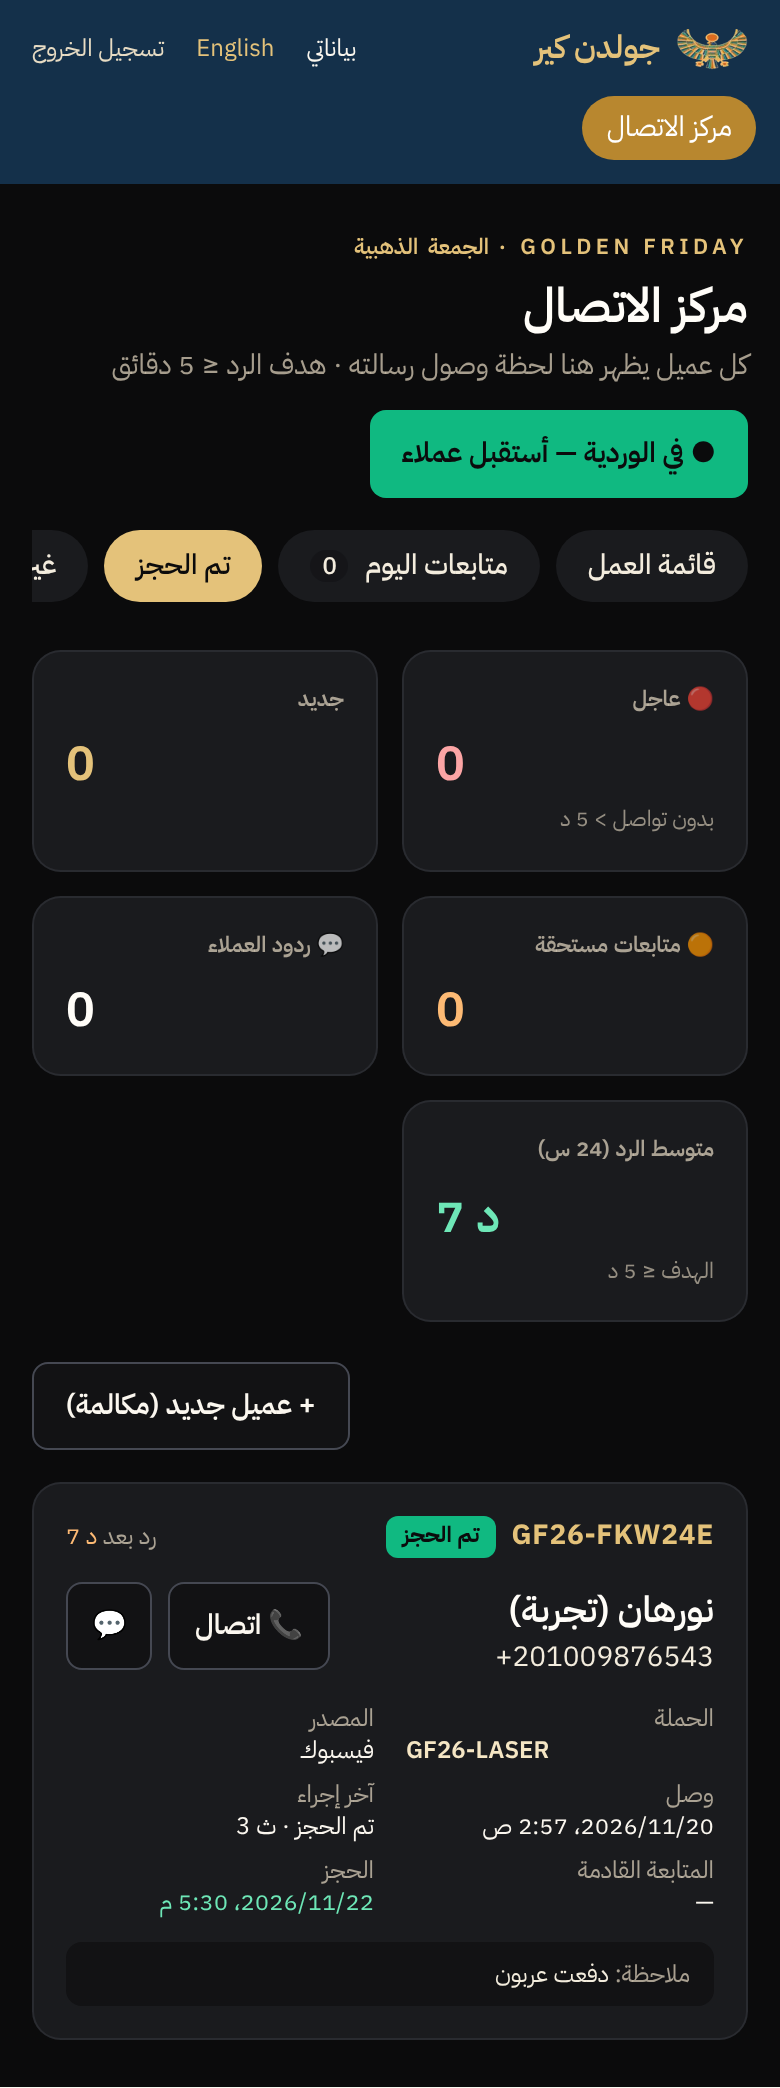 جولدن كير
بياناتي English تسجيل الخروج
مركز الاتصال
GOLDEN FRIDAY · الجمعة الذهبية
مركز الاتصال
كل عميل يظهر هنا لحظة وصول رسالته · هدف الرد ≤ 5 دقائق
● في الوردية — أستقبل عملاء
قائمة العمل
متابعات اليوم 0
تم الحجز
🔴 عاجل
0
بدون تواصل > 5 د
جديد
0
🟠 متابعات مستحقة
0
💬 ردود العملاء
0
متوسط الرد (24 س)
7 د
الهدف ≤ 5 د
+ عميل جديد (مكالمة)
GF26-FKW24E تم الحجز رد بعد 7 د
نورهان (تجربة)
+201009876543
📞 اتصال 💬
الحملة
GF26-LASER
المصدر
فيسبوك
وصل
2026/11/20، 2:57 ص
آخر إجراء
تم الحجز · 3 ث
المتابعة القادمة
—
الحجز
2026/11/22، 5:30 م
ملاحظة: دفعت عربون